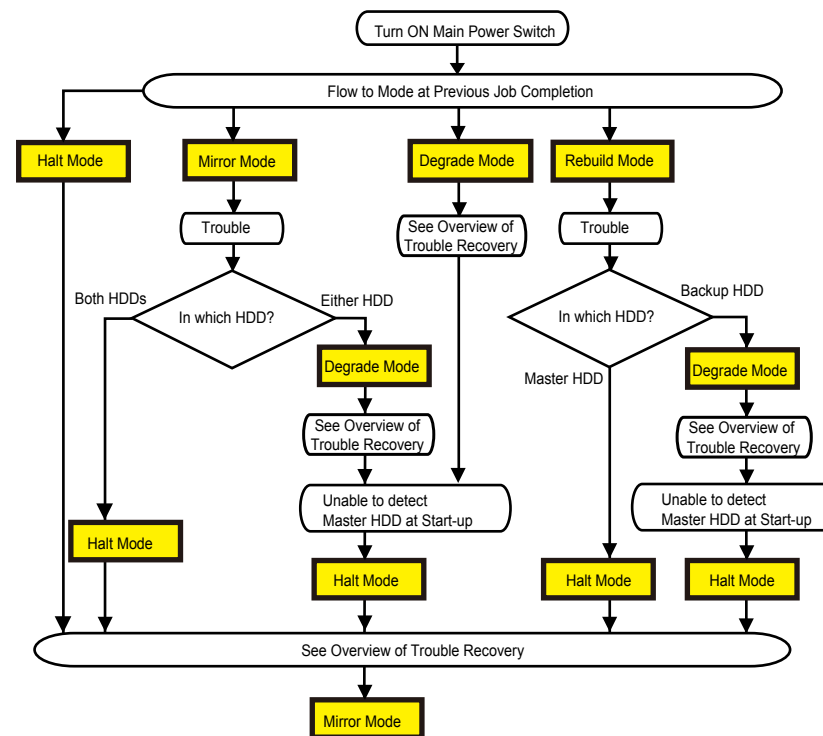 Turn ON Main Power Switch
Flow to Mode at Previous Job Completion
Halt Mode
Mirror Mode
Degrade Mode
Rebuild Mode
Trouble
See Overview of
Trouble Recovery
Trouble
Both HDDs
In which HDD?
Either HDD
In which HDD?
Backup HDD
Master HDD
Degrade Mode
Degrade Mode
See Overview of
Trouble Recovery
See Overview of
Trouble Recovery
Unable to detect
Master HDD at Start-up
Unable to detect
Master HDD at Start-up
Halt Mode
Halt Mode
Halt Mode
Halt Mode
See Overview of Trouble Recovery
Mirror Mode